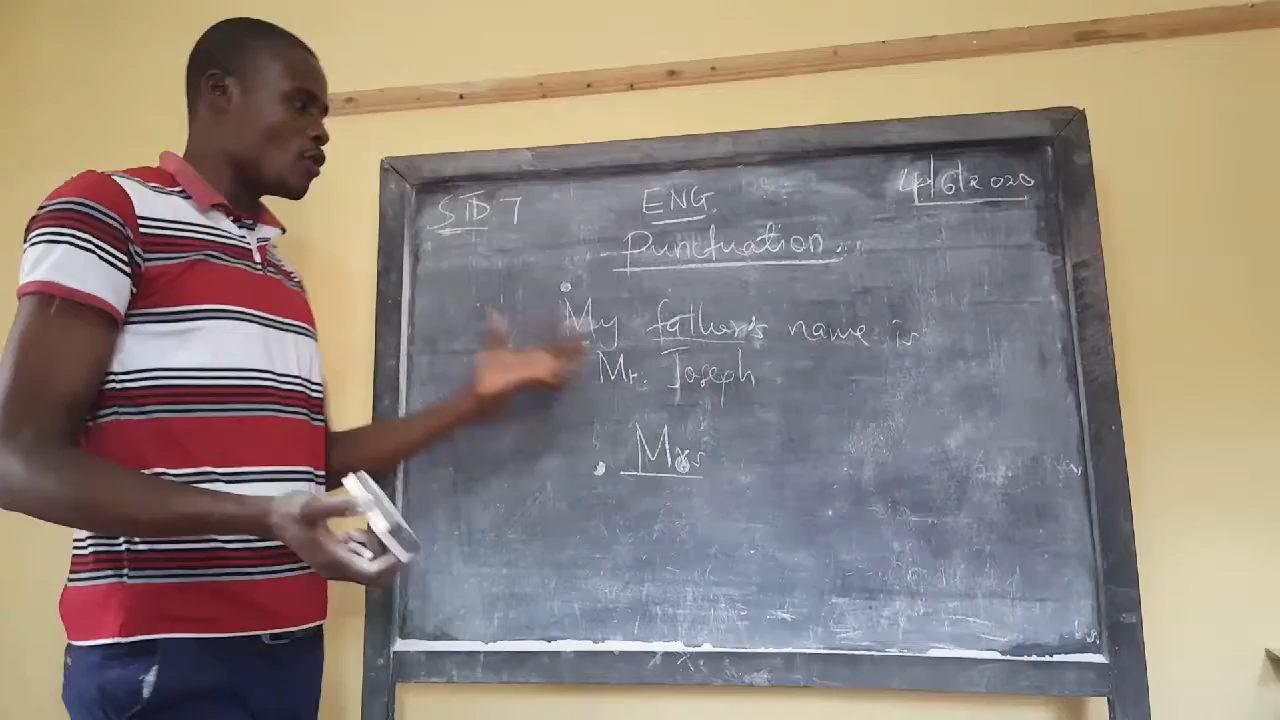 STD 7 ENG. 4/6/2020
Punctuation...
My father's name is
Mr. Joseph
. Mrs